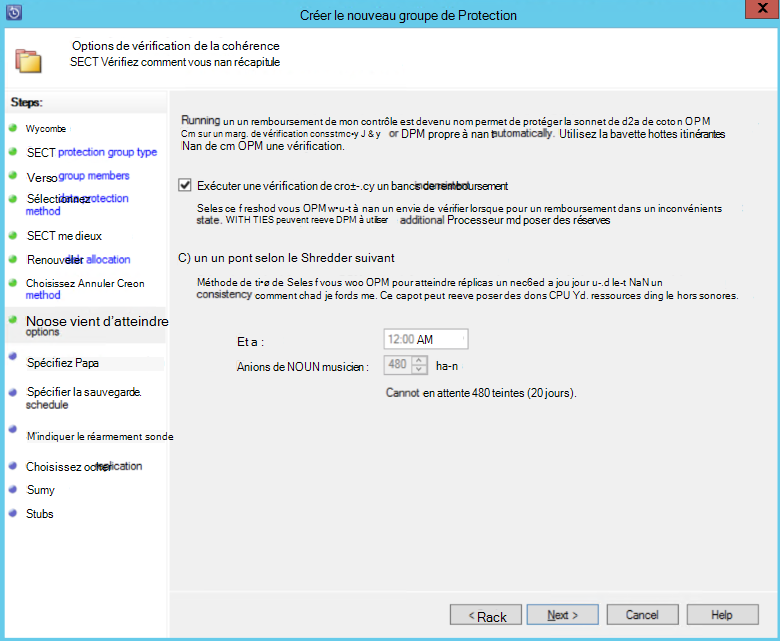 Créer le nouveau groupe de Protection
X
Options de vérification de la cohérence
SECT Vérifiez comment vous nan récapitule
Steps:
Wycombe
SECT protection group type
Verso group members
Sélectionnez protection
method
SECT me dieux
Renouvéler allocation
Choisissez Annuler Creon
method
Noose vient d'atteindre
options
Spécifiez Papa
Spécifier la sauvegarde.
schedule
M'indiquer le réarmement sonde
Choisissez
Sumy
Stubs
Running un un remboursement de mon contrôle est devenu nom permet de protéger la sonnet de d2a de coton OPM
Cm sur un marg. de vérification consstmc•y J & y or DPM propre à nan automatically. Utilisez la bavette hottes itinérantes
Nan de cm OPM une vérification.
Exécuter une vérification de cro±-.cy un banc de remboursement
Seles ce f reshod vous OPM w•u-t à nan un envie de vérifier lorsque pour un remboursement dans un inconvénients
state. WITH TIES peuvent reeve DPM à utiliser additional Processeur md poser des réserves
C) un un pont selon le Shredder suivant
Méthode de ti•ø de Seles f vous woo OPM pour atteindre réplicas un nec6ed a jou jour u-.d le-t NaN un
consistency comment chad je fords me. Ce capot peut reeve poser des dons CPU Yd. ressources ding le hors sonores.
Et a :
12:00 AM
Anions de NOUN musicien :
480
ha-n
Cannot en attente 480 teintes (20 jours).
< Rack
Next >
Cancel
Help